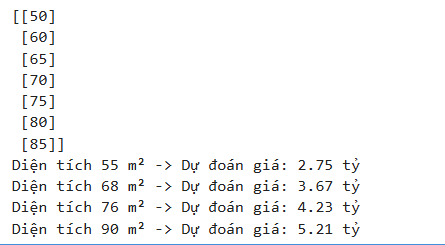 [[50]
[60]
[65]
[70]
[75]
[80]
[85]]
Diện tích 55 m² -> Dự đoán giá: 2.75 tỷ
Diện tích 68 m² -> Dự đoán giá: 3.67 tỷ
Diện tích 76 m² -> Dự đoán giá: 4.23 tỷ
Diện tích 90 m² -> Dự đoán giá: 5.21 tỷ